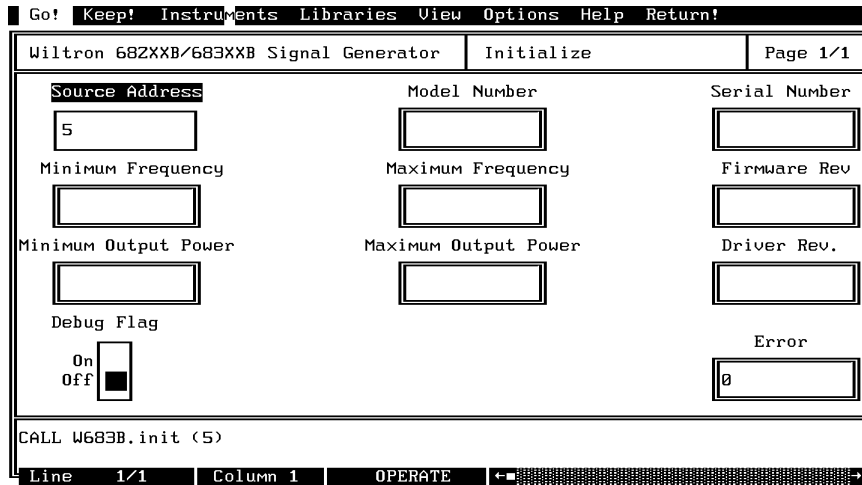 Go! Keep! Instruments Libraries View Options Help Return!
Wiltron 682XXB/683XXB Signal Generator Initialize Page 1/1
Source Address Model Number Serial Number
5
Minimum Frequency Maximum Frequency Firmware Rev
Minimum Output Power Maximum Output Power Driver Rev.
Debug Flag
Error
On
Off 0
CALL W683B.init (5)
Line 1/1 Column 1 OPERATE